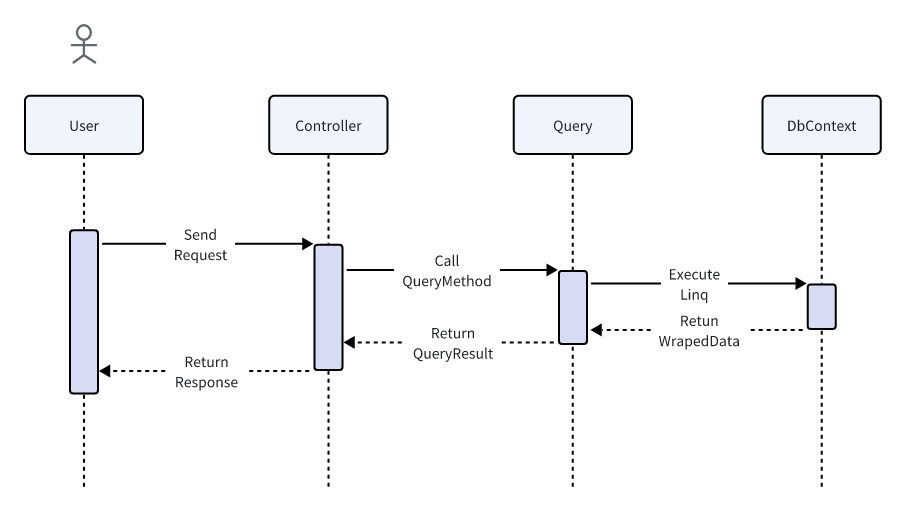 User
Controller
Query
DbContext
Send
Request
Call
QueryMethod
Execute
Linq
Retun
WrapedData
Return
QueryResult
Return
Response